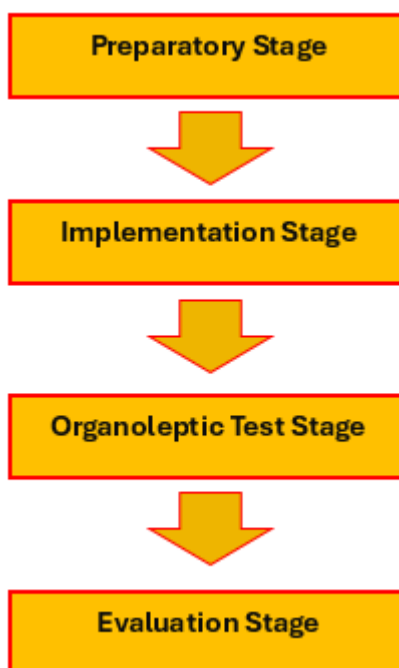 Preparatory Stage
Implementation Stage
Organoleptic Test Stage
Evaluation Stage